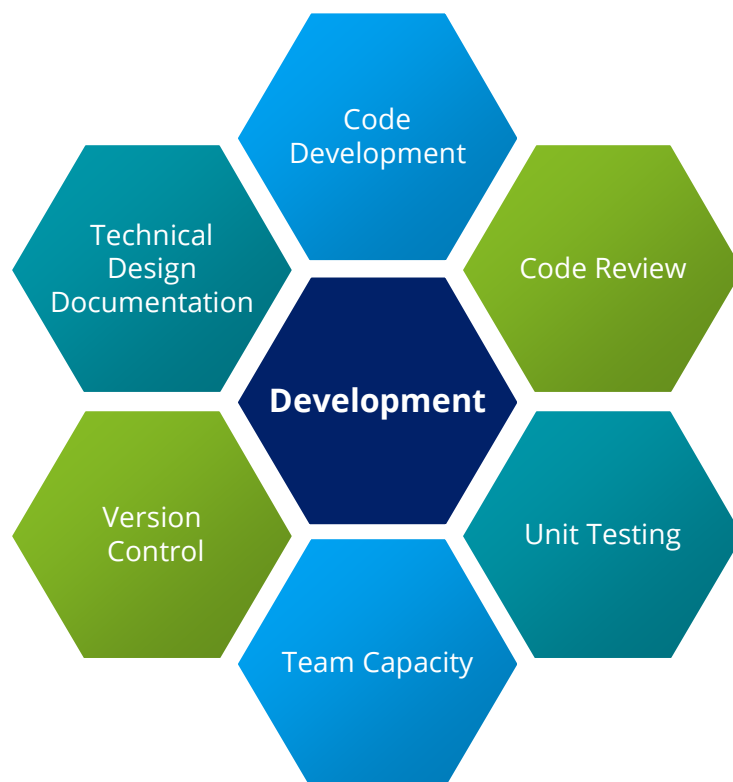 Code
Development
Technical
Design
Documentation
Code Review
Development
Version
Control
Unit Testing
Team Capacity